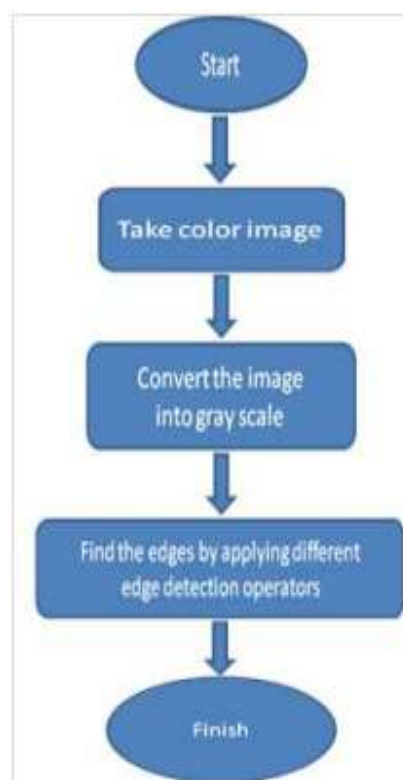 Start
Take color image
Convert the image
into gray scale
Find the edges by applying different
edge detection operators
Finish